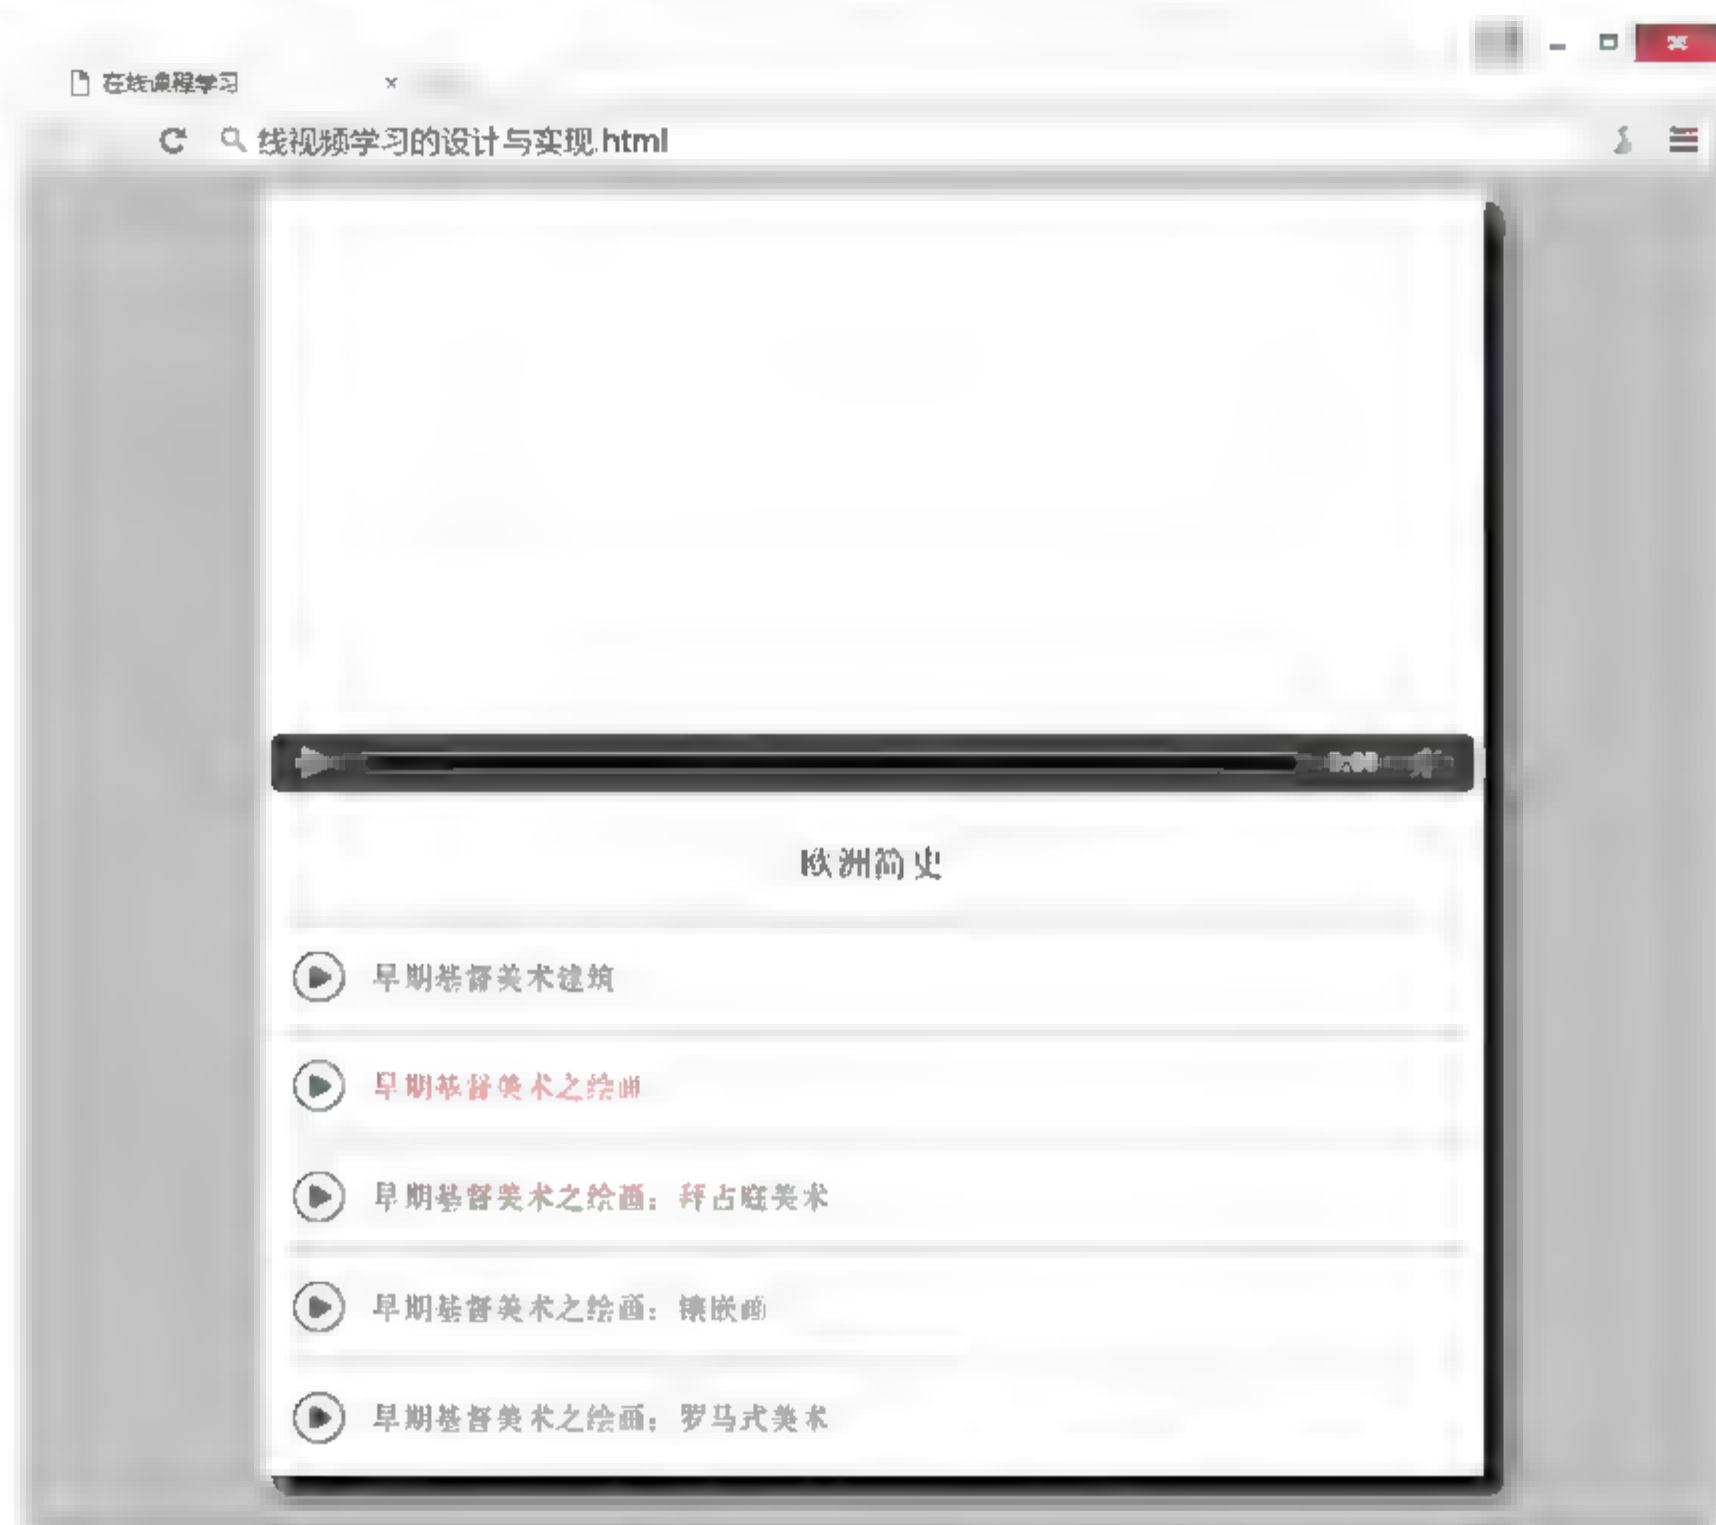 在线课程学习
线视频学习的设计与实现.html
0:00
欧洲简史
早期基督美术建筑
早期基督美术之绘画
早期基督美术之绘画：拜占庭美术
早期基督美术之绘画：镶嵌画
早期基督美术之绘画：罗马式美术